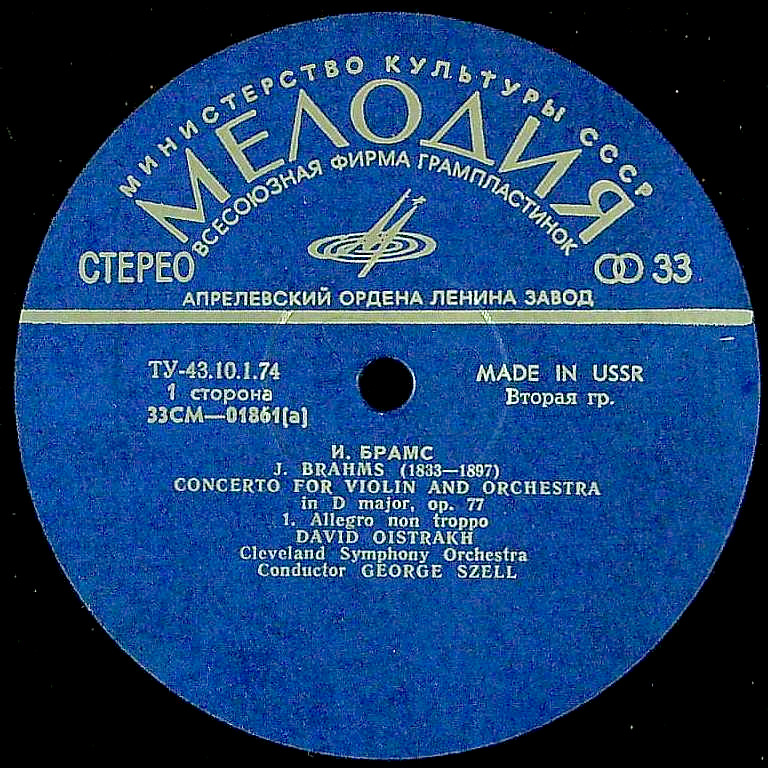 МИНИСТЕРСТВО КУЛЬТУРЫ СССР
МЕЛОДИЯ
ВСЕСОЮЗНАЯ ФИРМА ГРАМПЛАСТИНОК
СТЕРЕО
33
АПРЕЛЕВСКИЙ ОРДЕНА ЛЕНИНА ЗАВОД
ТУ-43.10.1.74
1 сторона
33СМ—01861(а)
MADE IN USSR
Вторая гр.
И. БРАМС
J. BRAHMS (1833—1897)
CONCERTO FOR VIOLIN AND ORCHESTRA
in D major, op. 77
1. Allegro non troppo
DAVID OISTRAKH
Cleveland Symphony Orchestra
Conductor GEORGE SZELL